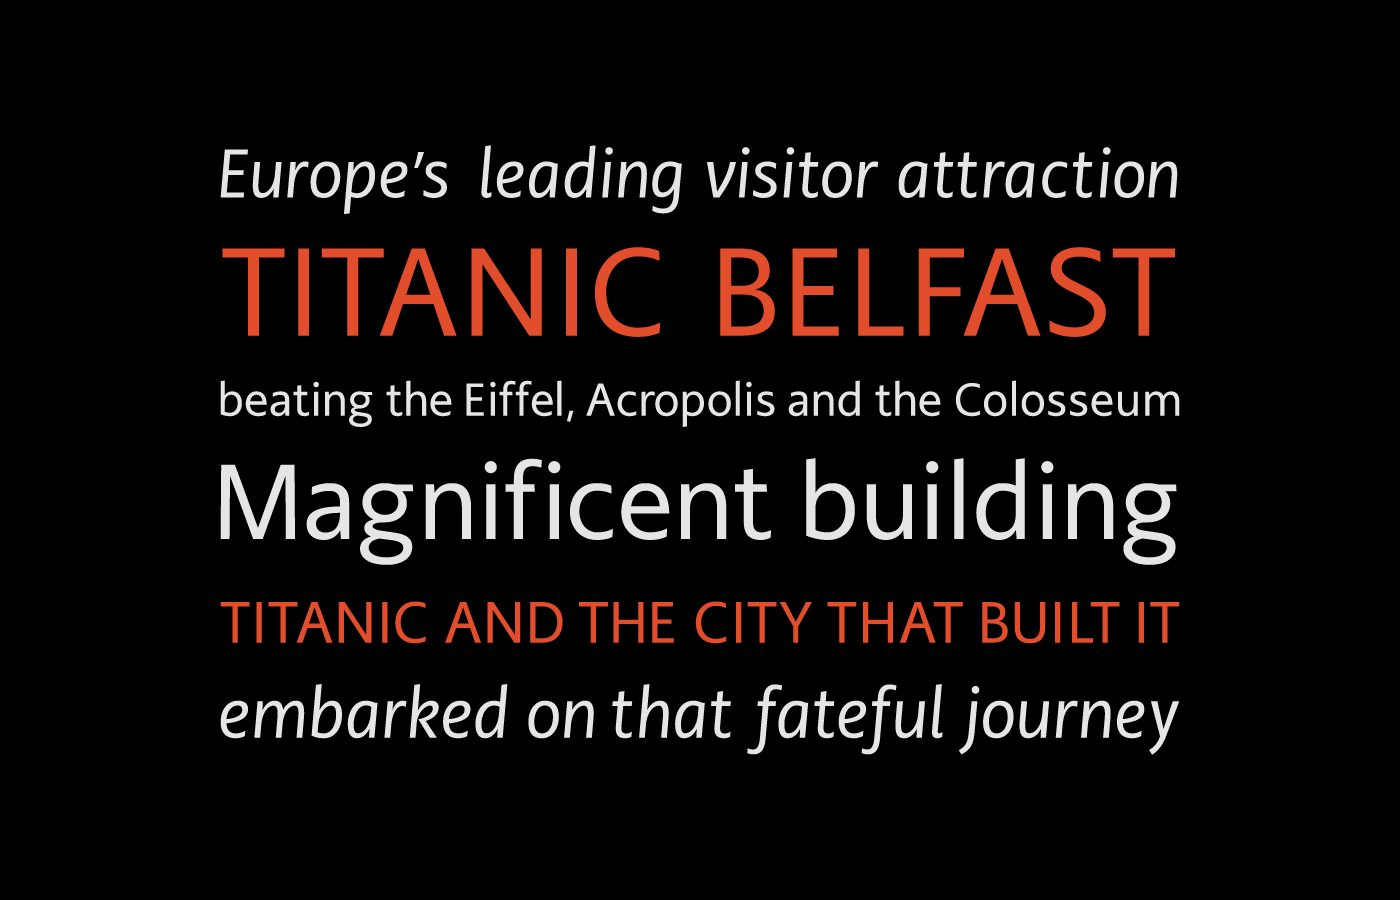 Europe’s leading visitor attraction
TITANIC BELFAST
beating the Eiffel, Acropolis and the Colosseum
Magnificent building
TITANIC AND THE CITY THAT BUILT IT
embarked on that fateful journey